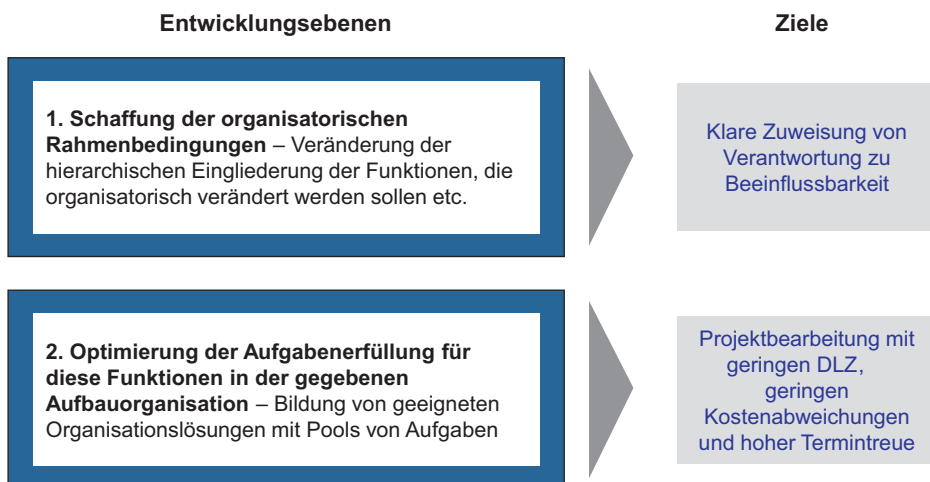 Entwicklungsebenen
Ziele
1. Schaffung der organisatorischen
Rahmenbedingungen – Veränderung der
hierarchischen Eingliederung der Funktionen, die
organisatorisch verändert werden sollen etc.
Klare Zuweisung von
Verantwortung zu
Beeinflussbarkeit
2. Optimierung der Aufgabenerfüllung für
diese Funktionen in der gegebenen
Aufbauorganisation – Bildung von geeigneten
Organisationslösungen mit Pools von Aufgaben
Projektbearbeitung mit
geringen DLZ,
geringen
Kostenabweichungen
und hoher Termintreue